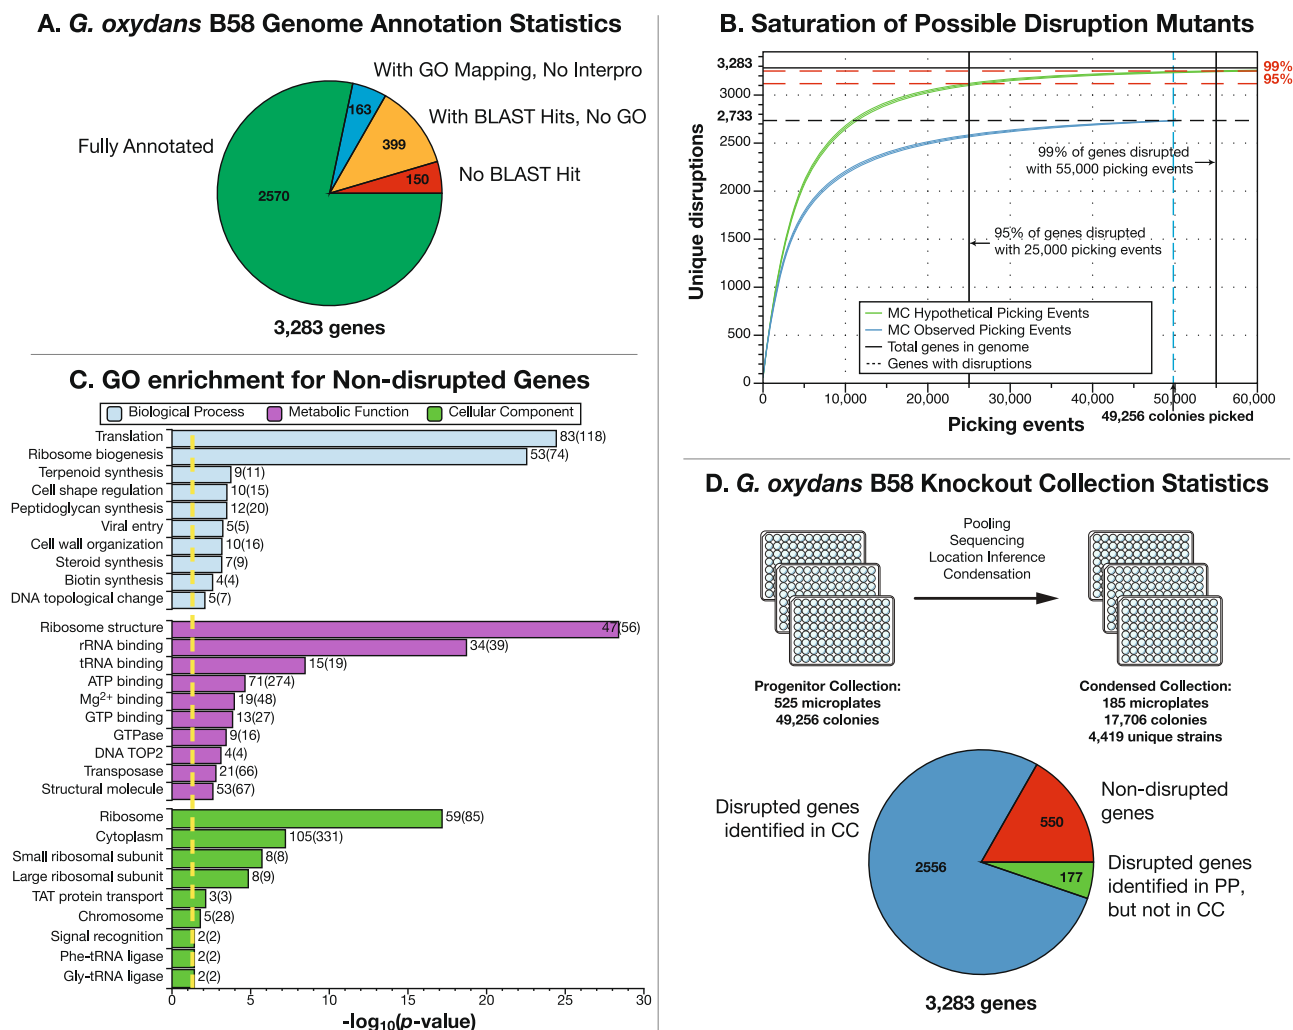 A. G. oxydans B58 Genome Annotation Statistics
With GO Mapping, No Interpro
With BLAST Hits, No GO
No BLAST Hit
Fully Annotated
163
399
150
2570
3,283 genes
B. Saturation of Possible Disruption Mutants
Unique disruptions
3,283
3000
2,733
2500
2000
1500
1000
500
0
99%
95%
99% of genes disrupted
with 55,000 picking events
95% of genes disrupted
with 25,000 picking events
MC Hypothetical Picking Events
MC Observed Picking Events
Total genes in genome
Genes with disruptions
0
10,000
20,000
30,000
40,000
50,000
60,000
49,256 colonies picked
Picking events
C. GO enrichment for Non-disrupted Genes
Biological Process
Metabolic Function
Cellular Component
Translation 83(118)
Ribosome biogenesis 53(74)
Terpenoid synthesis 9(11)
Cell shape regulation 10(15)
Peptidoglycan synthesis 12(20)
Viral entry 5(5)
Cell wall organization 10(16)
Steroid synthesis 7(9)
Biotin synthesis 4(4)
DNA topological change 5(7)
Ribosome structure 47(56)
rRNA binding 34(39)
tRNA binding 15(19)
ATP binding 71(274)
Mg2+ binding 19(48)
GTP binding 13(27)
GTPase 9(16)
DNA TOP2 4(4)
Transposase 21(66)
Structural molecule 53(67)
Ribosome 59(85)
Cytoplasm 105(331)
Small ribosomal subunit 8(8)
Large ribosomal subunit 8(9)
TAT protein transport 3(3)
Chromosome 5(28)
Signal recognition 2(2)
Phe-tRNA ligase 2(2)
Gly-tRNA ligase 2(2)
0 5 10 15 20 25 30
-log10(p-value)
D. G. oxydans B58 Knockout Collection Statistics
Pooling
Sequencing
Location Inference
Condensation
Progenitor Collection:
525 microplates
49,256 colonies
Condensed Collection:
185 microplates
17,706 colonies
4,419 unique strains
Disrupted genes
identified in CC
Non-disrupted
genes
Disrupted genes
identified in PP,
but not in CC
2556
550
177
3,283 genes